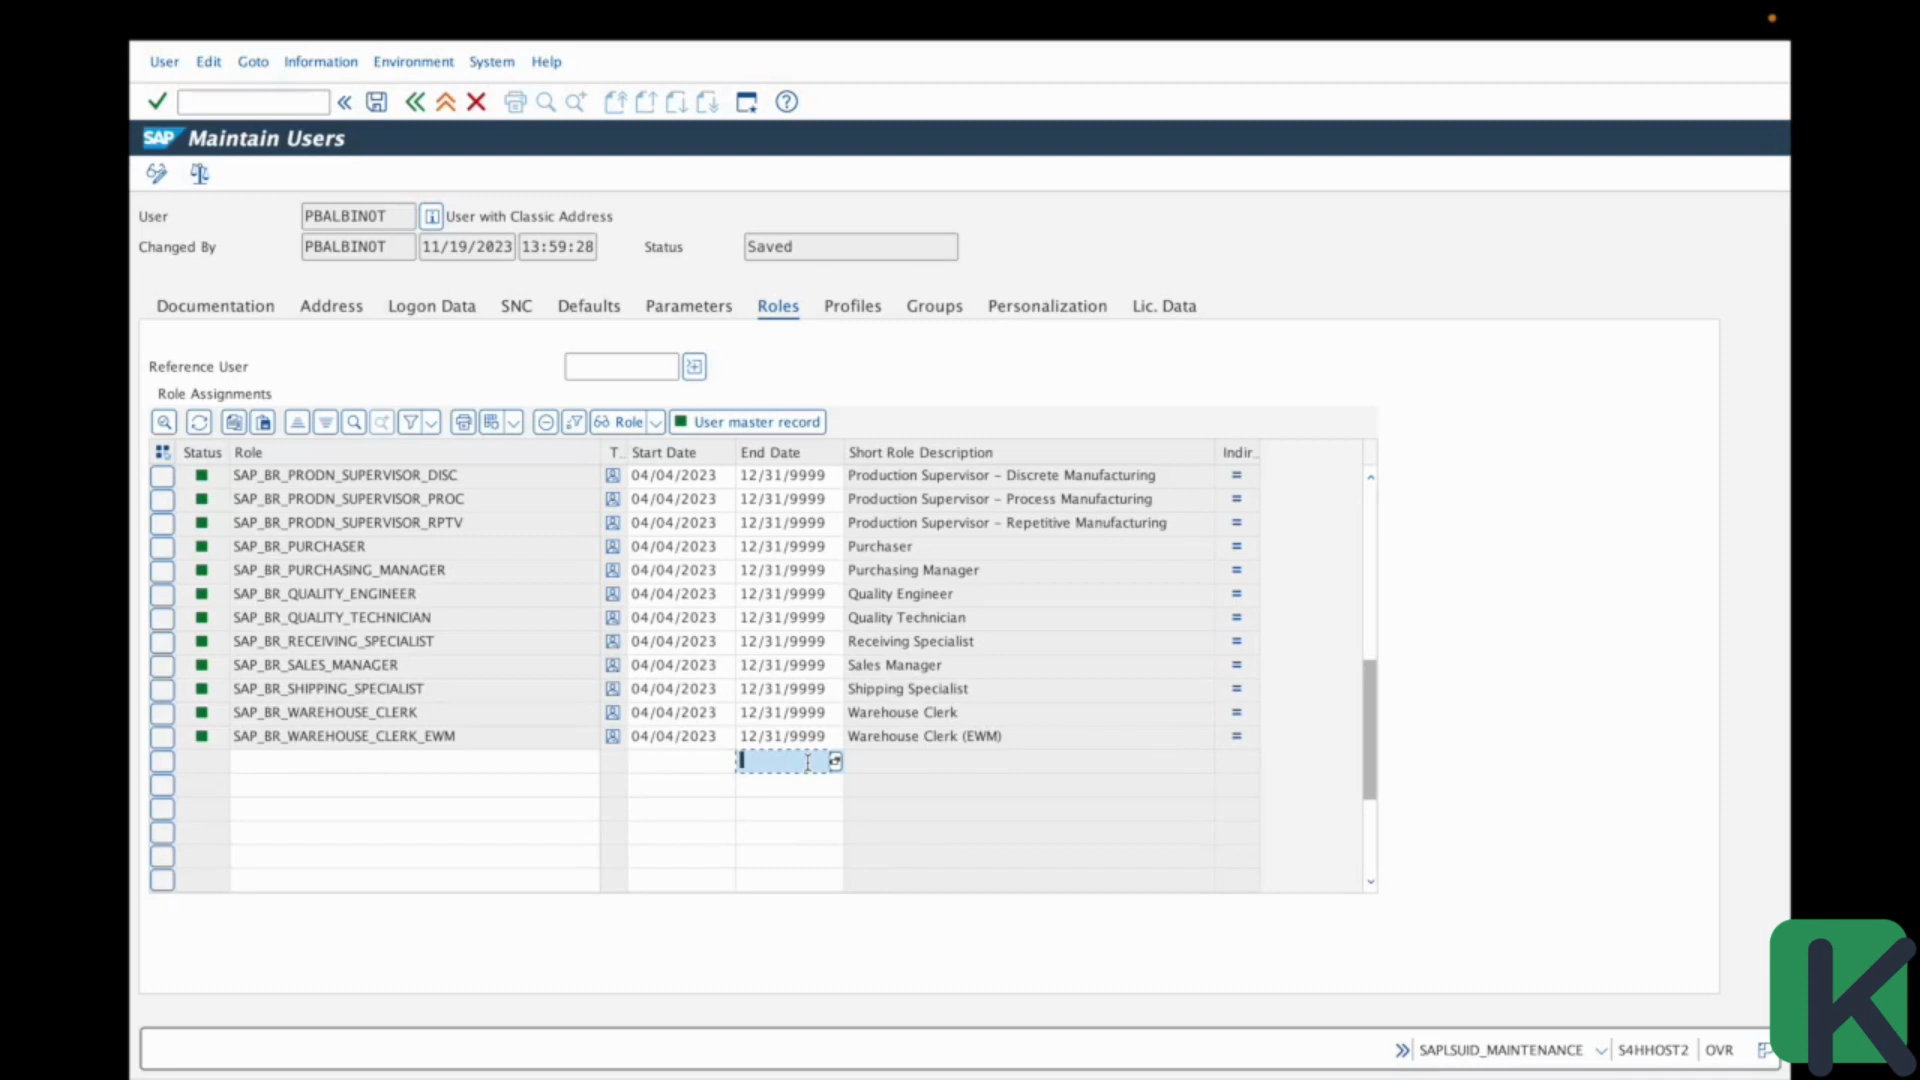 User Edit Goto Information Environment System Help
SAP Maintain Users
User PBALBINOT User with Classic Address
Changed By PBALBINOT 11/19/2023 13:59:28 Status Saved
Documentation Address Logon Data SNC Defaults Parameters Roles Profiles Groups Personalization Lic. Data
Reference User
Role Assignments
Role User master record
Status Role T.. Start Date End Date Short Role Description Indir..
SAP_BR_PRODN_SUPERVISOR_DISC 04/04/2023 12/31/9999 Production Supervisor – Discrete Manufacturing =
SAP_BR_PRODN_SUPERVISOR_PROC 04/04/2023 12/31/9999 Production Supervisor – Process Manufacturing =
SAP_BR_PRODN_SUPERVISOR_RPTV 04/04/2023 12/31/9999 Production Supervisor – Repetitive Manufacturing =
SAP_BR_PURCHASER 04/04/2023 12/31/9999 Purchaser =
SAP_BR_PURCHASING_MANAGER 04/04/2023 12/31/9999 Purchasing Manager =
SAP_BR_QUALITY_ENGINEER 04/04/2023 12/31/9999 Quality Engineer =
SAP_BR_QUALITY_TECHNICIAN 04/04/2023 12/31/9999 Quality Technician =
SAP_BR_RECEIVING_SPECIALIST 04/04/2023 12/31/9999 Receiving Specialist =
SAP_BR_SALES_MANAGER 04/04/2023 12/31/9999 Sales Manager =
SAP_BR_SHIPPING_SPECIALIST 04/04/2023 12/31/9999 Shipping Specialist =
SAP_BR_WAREHOUSE_CLERK 04/04/2023 12/31/9999 Warehouse Clerk =
SAP_BR_WAREHOUSE_CLERK_EWM 04/04/2023 12/31/9999 Warehouse Clerk (EWM) =
SAPLSUID_MAINTENANCE S4HHOST2 OVR
K